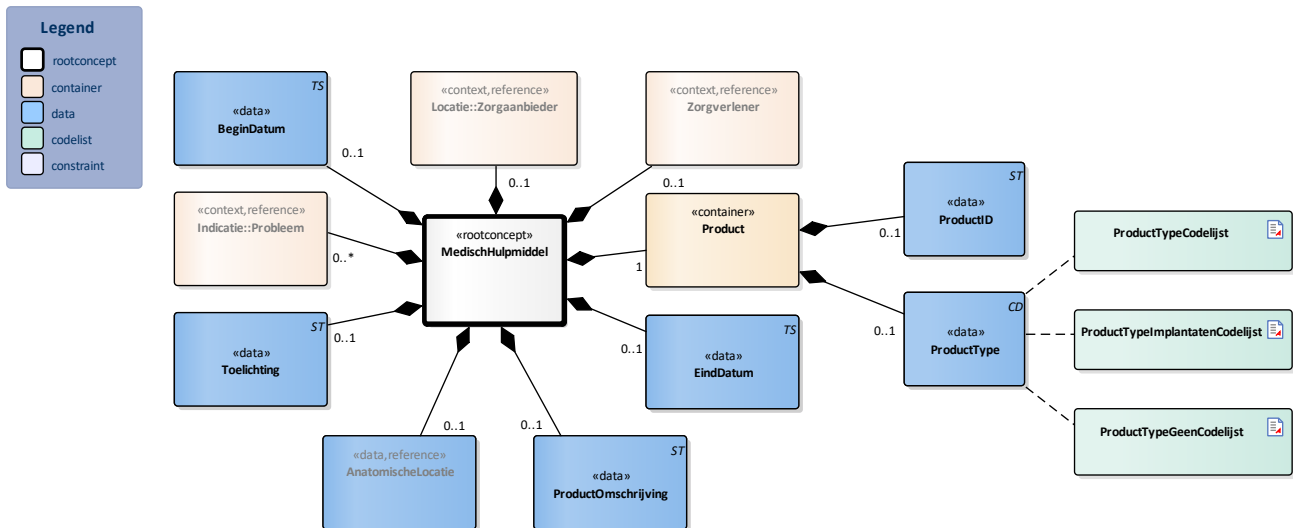 Legend
rootconcept
container
data
codelist
constraint
TS
«data»
BeginDatum
0..1
«context,reference»
Locatie::Zorgaanbieder
0..1
«context,reference»
Zorgverlener
0..1
«context,reference»
Indicatie::Probleem
0..*
«rootconcept»
MedischHulpmiddel
«container»
Product
1
ST
«data»
ProductID
0..1
ProductTypeCodelijst
ST
«data»
Toelichting
0..1
TS
«data»
EindDatum
0..1
CD
«data»
ProductType
0..1
ProductTypeImplantatenCodelijst
ProductTypeGeenCodelijst
«data,reference»
AnatomischeLocatie
0..1
ST
«data»
ProductOmschrijving
0..1